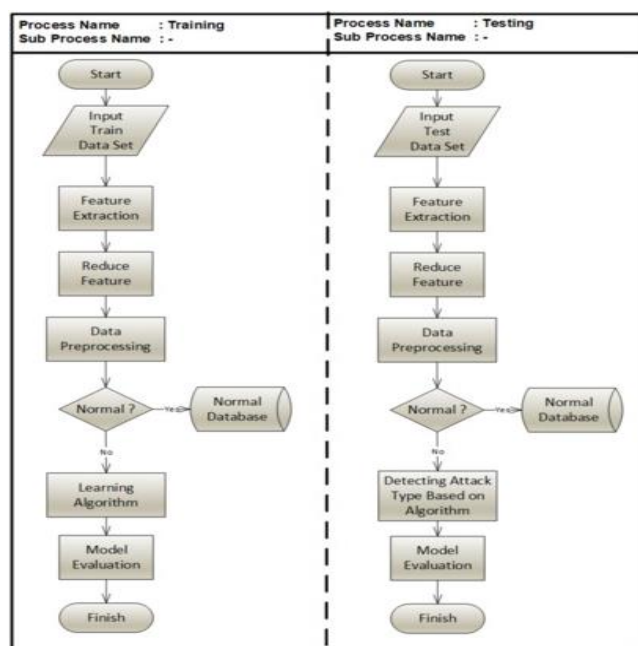 Process Name : Training
Sub Process Name : -
Start
Input
Train
Data Set
Feature
Extraction
Reduce
Feature
Data
Preprocessing
Normal ?
Yes
Normal
Database
No
Learning
Algorithm
Model
Evaluation
Finish
Process Name : Testing
Sub Process Name : -
Start
Input
Test
Data Set
Feature
Extraction
Reduce
Feature
Data
Preprocessing
Normal ?
Yes
Normal
Database
No
Detecting Attack
Type Based on
Algorithm
Model
Evaluation
Finish